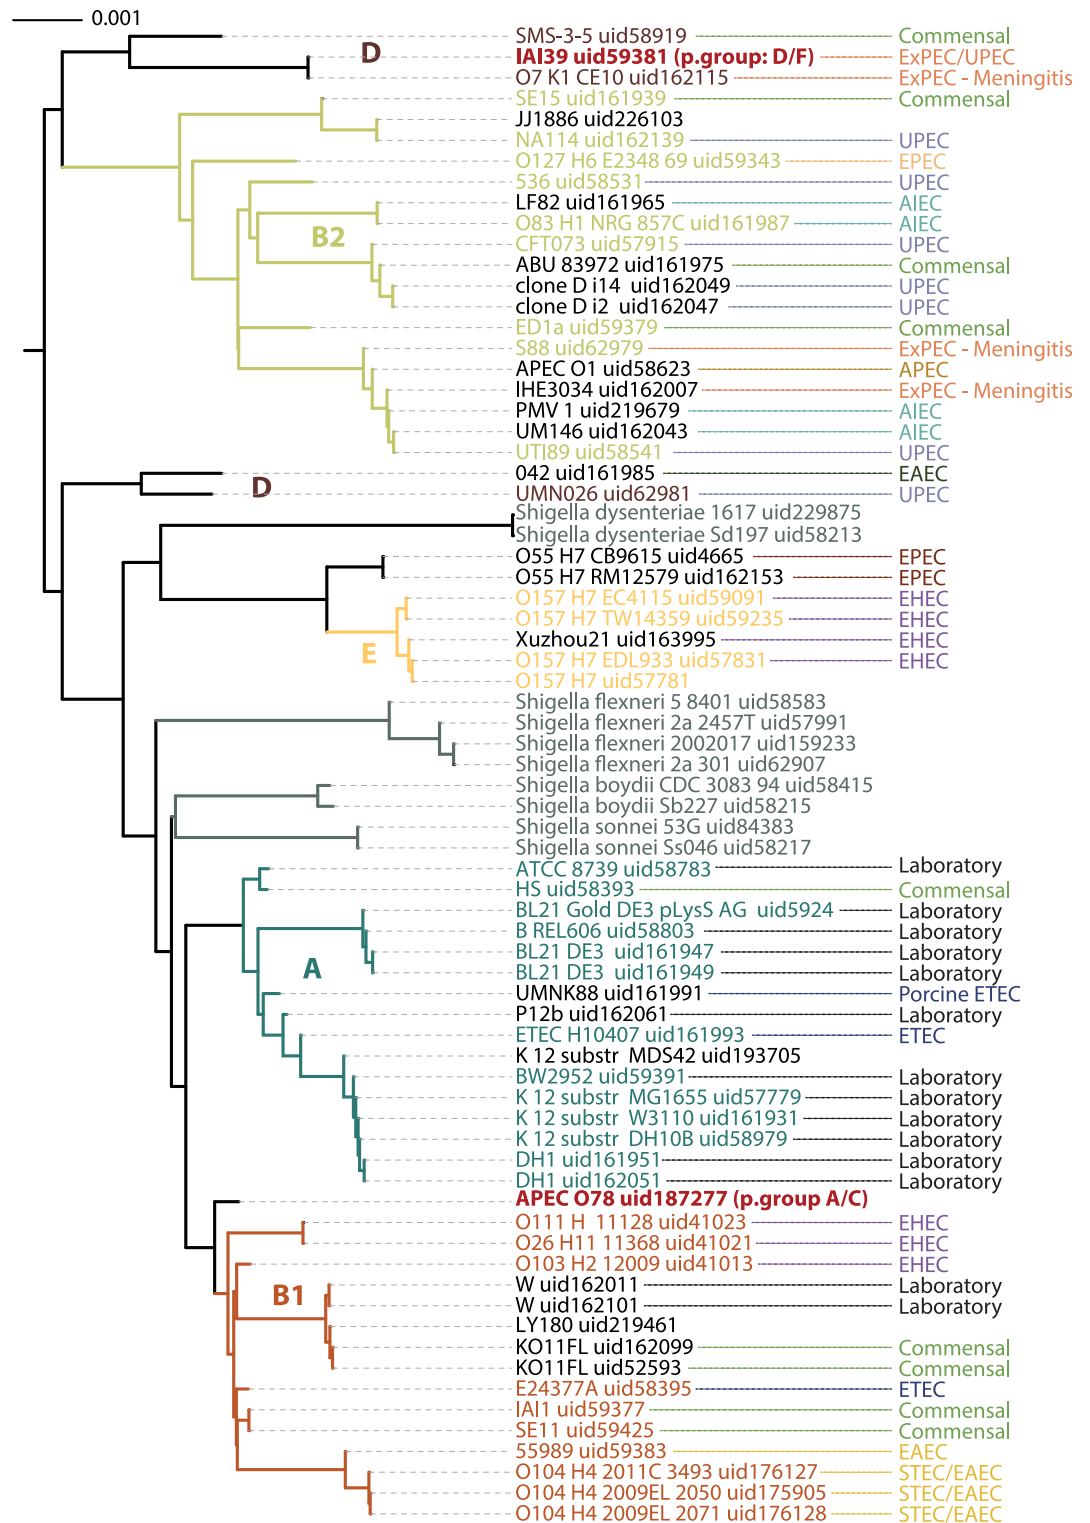 0.001
SMS-3-5 uid58919 Commensal
D
IAI39 uid59381 (p.group: D/F) ExPEC/UPEC
O7 K1 CE10 uid162115 ExPEC - Meningitis
SE15 uid161939 Commensal
JJ1886 uid226103
NA114 uid162139 UPEC
O127 H6 E2348 69 uid59343 EPEC
536 uid58531 UPEC
LF82 uid161965 AIEC
O83 H1 NRG 857C uid161987 AIEC
B2
CFT073 uid57915 UPEC
ABU 83972 uid161975 Commensal
clone D i14 uid162049 UPEC
clone D i2 uid162047 UPEC
ED1a uid59379 Commensal
S88 uid62979 ExPEC - Meningitis
APEC O1 uid58623 APEC
IHE3034 uid162007 ExPEC - Meningitis
PMV 1 uid219679 AIEC
UM146 uid162043 AIEC
UTI89 uid58541 UPEC
042 uid161985 EAEC
D
UMN026 uid62981 UPEC
Shigella dysenteriae 1617 uid229875
Shigella dysenteriae Sd197 uid58213
O55 H7 CB9615 uid4665 EPEC
O55 H7 RM12579 uid162153 EPEC
O157 H7 EC4115 uid59091 EHEC
O157 H7 TW14359 uid59235 EHEC
Xuzhou21 uid163995 EHEC
E
O157 H7 EDL933 uid57831 EHEC
O157 H7 uid57781
Shigella flexneri 5 8401 uid58583
Shigella flexneri 2a 2457T uid57991
Shigella flexneri 2002017 uid159233
Shigella flexneri 2a 301 uid62907
Shigella boydii CDC 3083 94 uid58415
Shigella boydii Sb227 uid58215
Shigella sonnei 53G uid84383
Shigella sonnei Ss046 uid58217
ATCC 8739 uid58783 Laboratory
HS uid58393 Commensal
BL21 Gold DE3 pLysS AG uid5924 Laboratory
B REL606 uid58803 Laboratory
BL21 DE3 uid161947 Laboratory
A
BL21 DE3 uid161949 Laboratory
UMNK88 uid161991 Porcine ETEC
P12b uid162061 Laboratory
ETEC H10407 uid161993 ETEC
K 12 substr MDS42 uid193705
BW2952 uid59391 Laboratory
K 12 substr MG1655 uid57779 Laboratory
K 12 substr W3110 uid161931 Laboratory
K 12 substr DH10B uid58979 Laboratory
DH1 uid161951 Laboratory
DH1 uid162051 Laboratory
APEC O78 uid187277 (p.group A/C)
O111 H 11128 uid41023 EHEC
O26 H11 11368 uid41021 EHEC
O103 H2 12009 uid41013 EHEC
W uid162011 Laboratory
B1
W uid162101 Laboratory
LY180 uid219461
KO11FL uid162099 Commensal
KO11FL uid52593 Commensal
E24377A uid58395 ETEC
IAI1 uid59377 Commensal
SE11 uid59425 Commensal
55989 uid59383 EAEC
O104 H4 2011C 3493 uid176127 STEC/EAEC
O104 H4 2009EL 2050 uid175905 STEC/EAEC
O104 H4 2009EL 2071 uid176128 STEC/EAEC